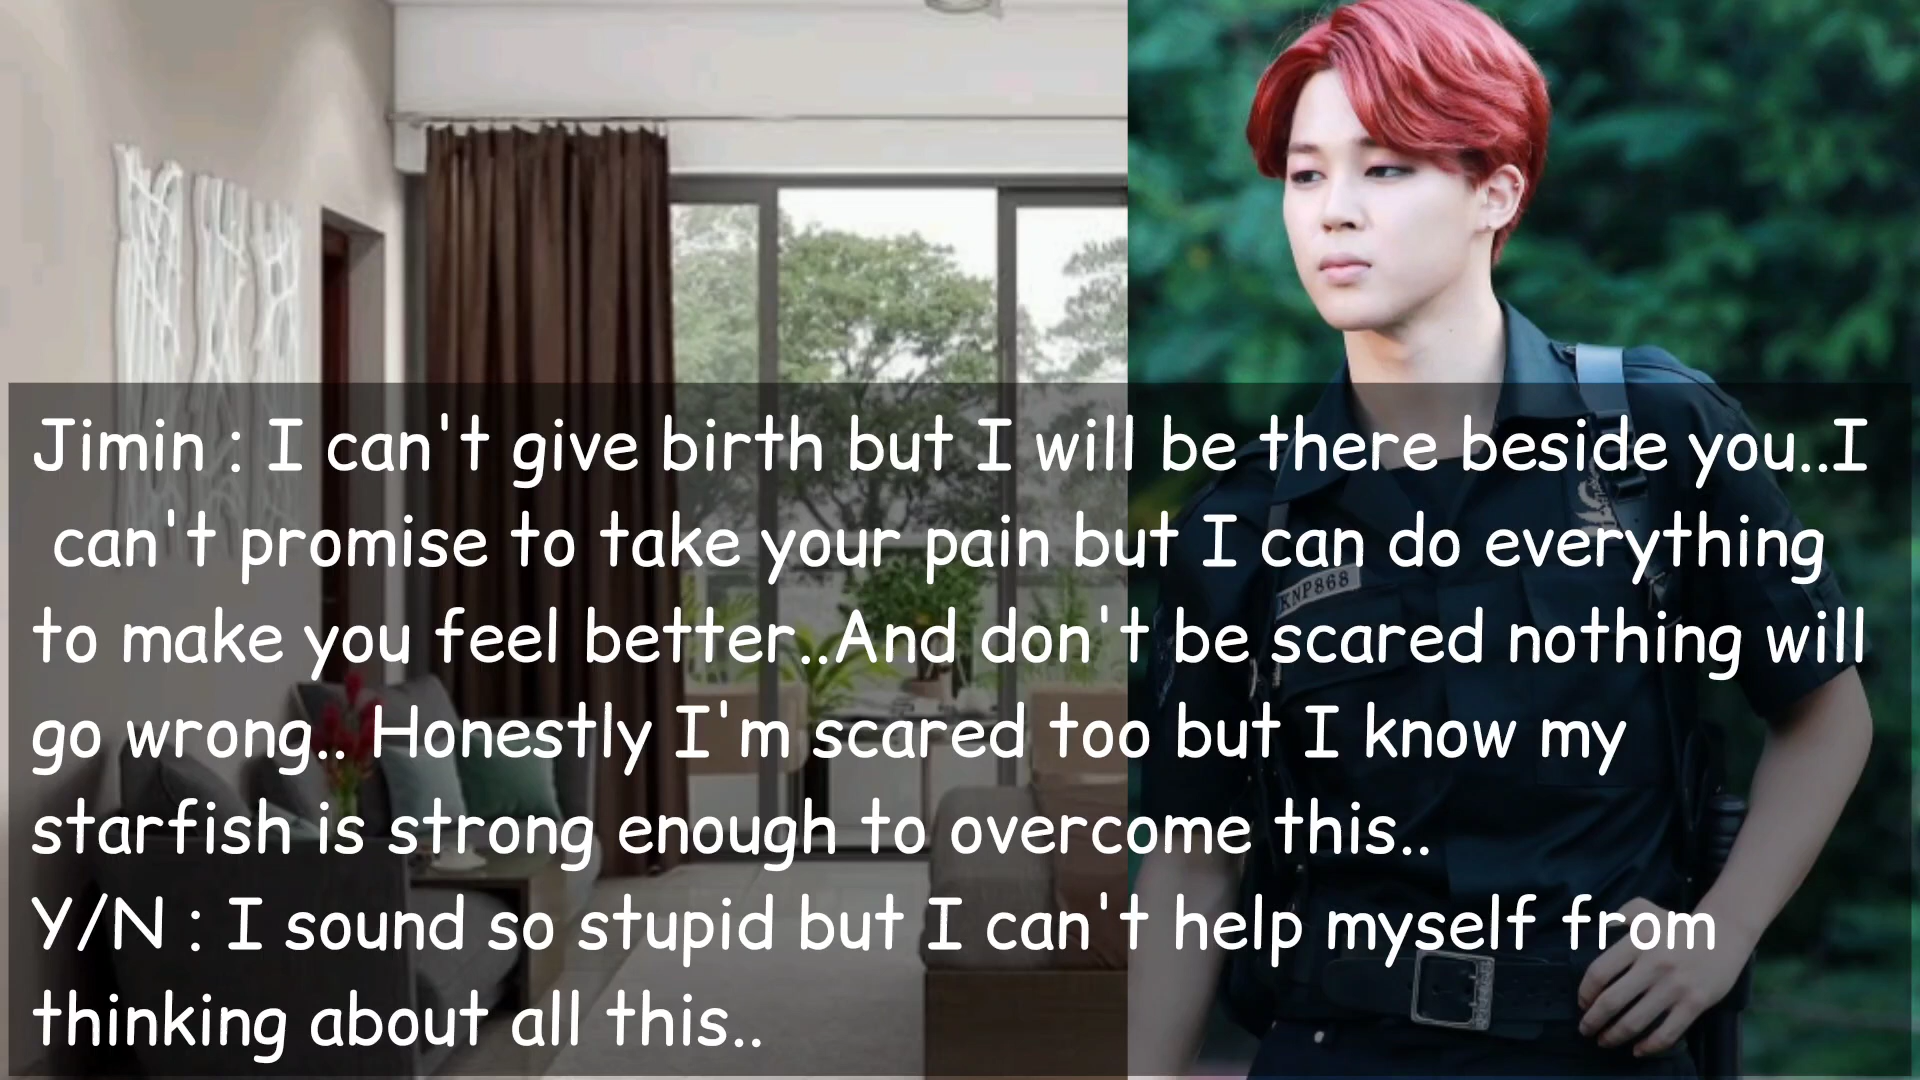 Jimin : I can't give birth but I will be there beside you..I
can't promise to take your pain but I can do everything
to make you feel better..And don't be scared nothing will
go wrong.. Honestly I'm scared too but I know my
starfish is strong enough to overcome this..
Y/N : I sound so stupid but I can't help myself from
thinking about all this..
KNP868